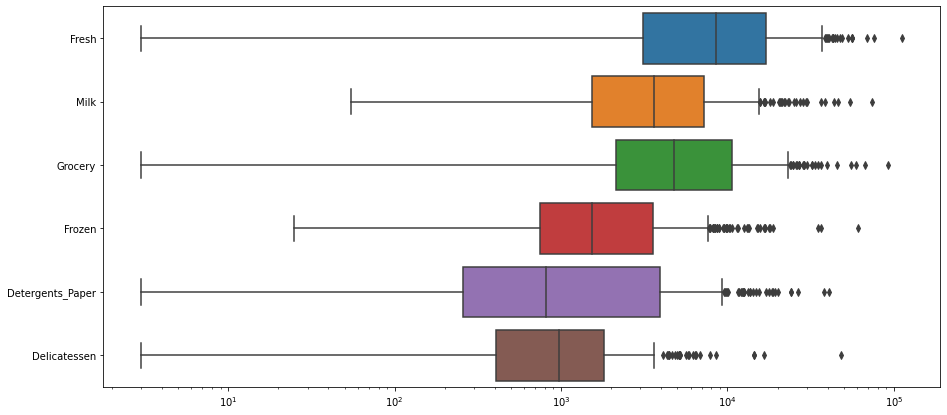 Fresh
Milk
Grocery
Frozen
Detergents_Paper
Delicatessen
10¹ 10² 10³ 10⁴ 10⁵